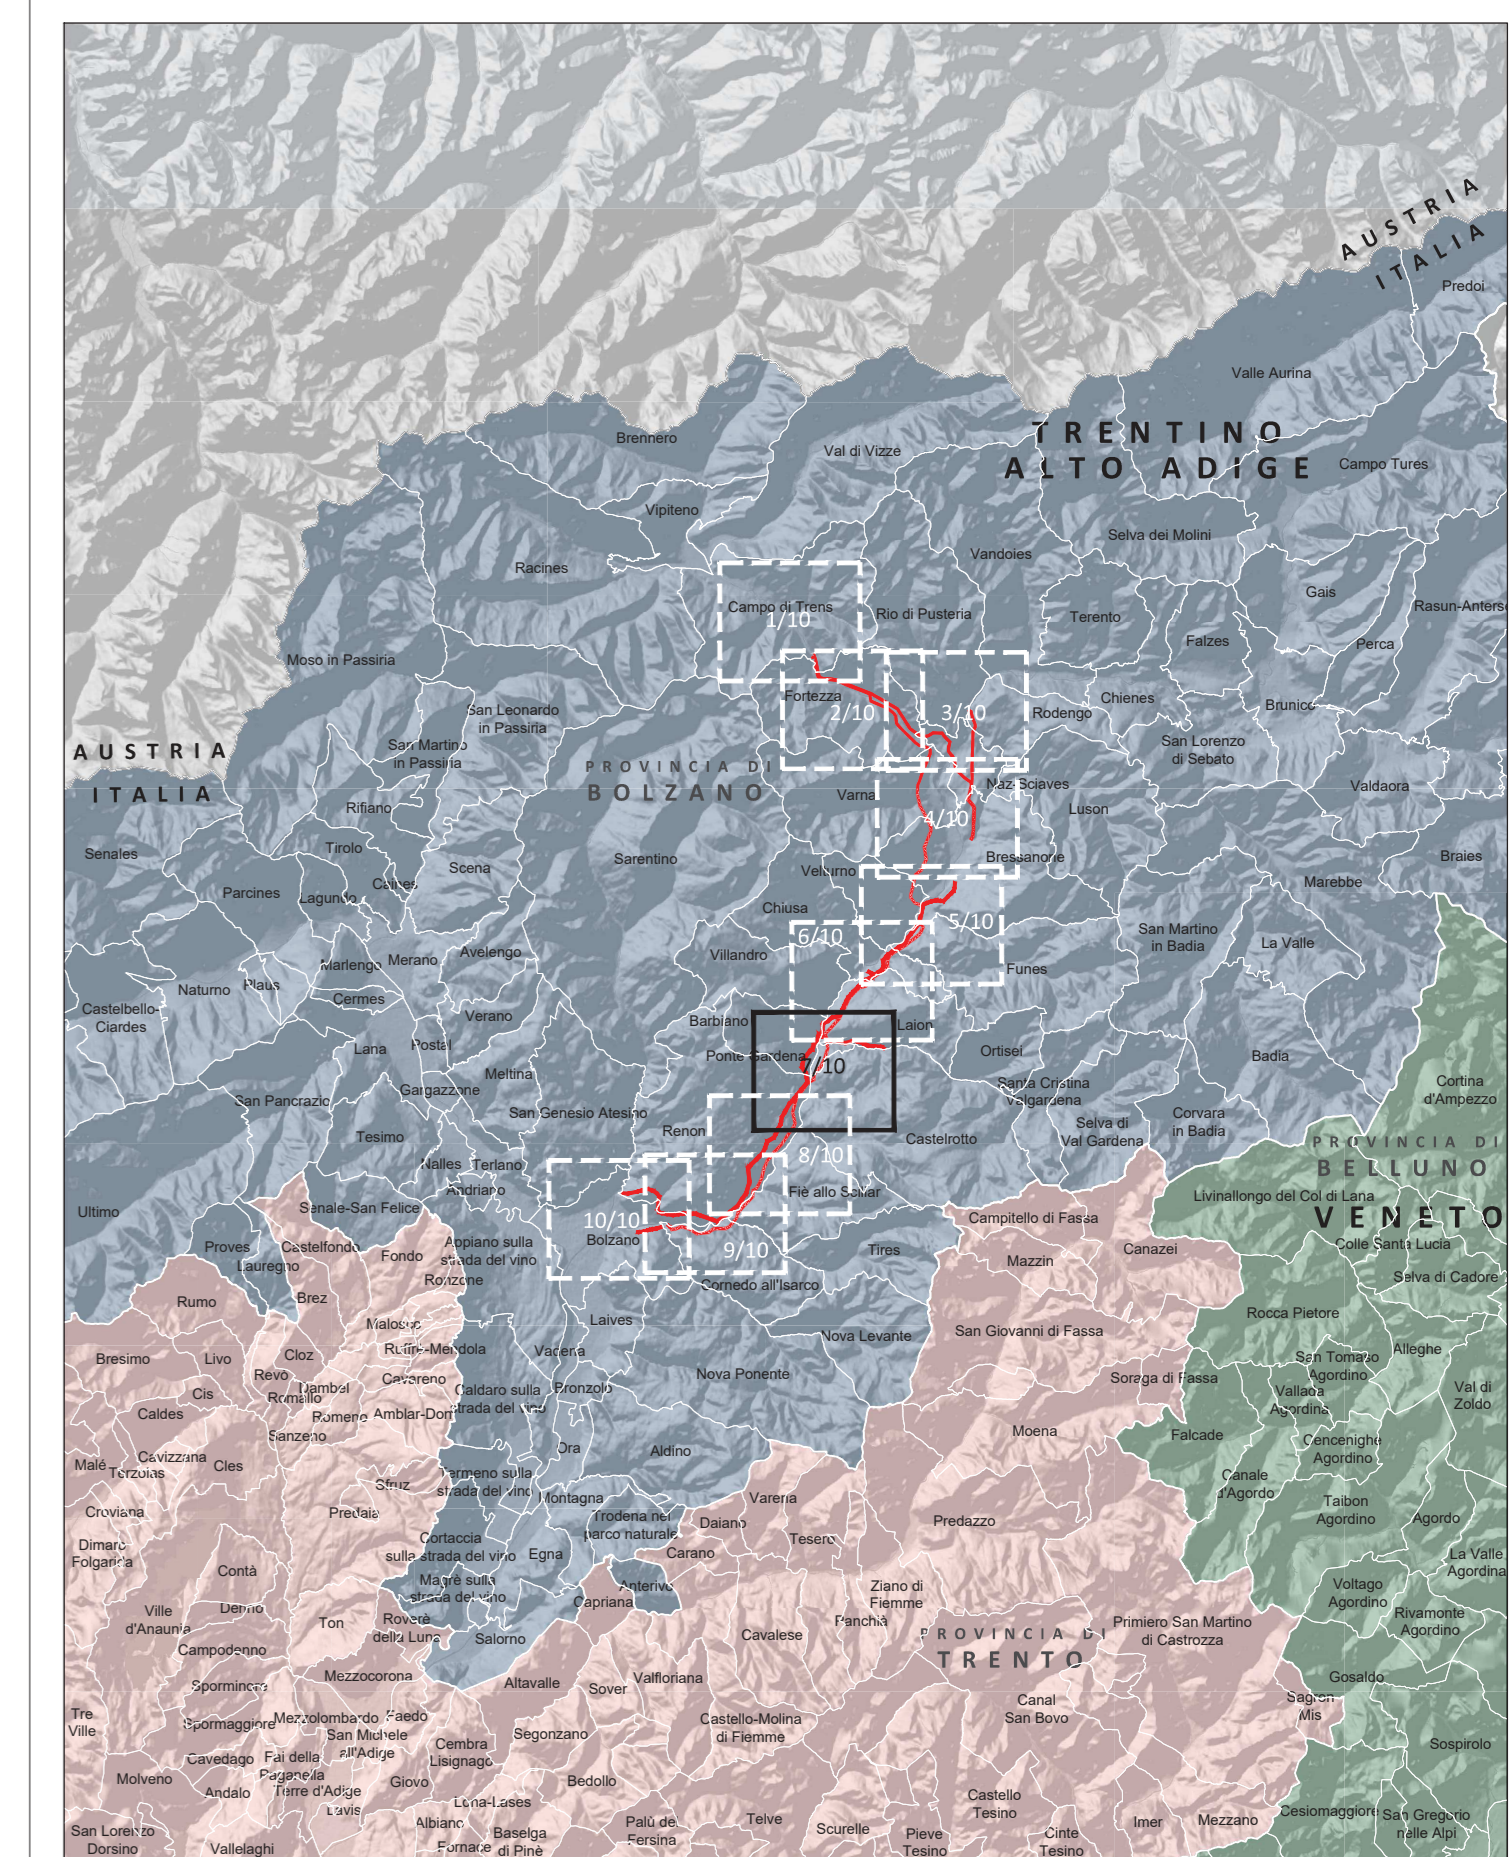 AUSTRIA
ITALIA
Predoi
Valle Aurina
TRENTINO
ALTO ADIGE
Brennero
Val di Vizze
Campo Tures
Vipiteno
Selva dei Molini
Vandoies
Racines
Gais
Campo di Trens
1/10
Rio di Pusteria
Terento
Rasun-Anters
Falzes
Perca
Moso in Passiria
Fortezza
2/10
3/10
Rodengo
Chienes
Brunico
San Leonardo
in Passiria
San Martino
in Passiria
San Lorenzo
di Sebato
AUSTRIA
ITALIA
PROVINCIA DI
BOLZANO
Varna
Naz-Sciaves
Valdaora
Rifiano
Luson
4/10
Senales
Tirolo
Scena
Sarentino
Bressanone
Braies
Velturno
Marebbe
Parcines
Lagundo
Caines
Chiusa
5/10
6/10
San Martino
in Badia
La Valle
Villandro
Avelengo
Marlengo
Merano
Funes
Naturno
Plaus
Cermes
Castelbello-
Ciardes
Verano
Barbiano
Laion
Lana
Postal
Ponte Gardena
7/10
Ortisei
Badia
Meltina
Gargazzone
Santa Cristina
Valgardena
Cortina
d'Ampezzo
San Pancrazio
San Genesio Atesino
Selva di
Val Gardena
Corvara
in Badia
Tesimo
Renon
Castelrotto
PROVINCIA DI
BELLUNO
8/10
Nalles
Terlano
Andriano
Fiè allo Sciliar
Livinallongo del Col di Lana
VENETO
Ultimo
Senale-San Felice
10/10
Bolzano
Campitello di Fassa
Proves
Lauregno
Castelfondo
Fondo
Appiano sulla
strada del vino
9/10
Tires
Mazzin
Canazei
Colle Santa Lucia
Ronzone
Cornedo all'Isarco
Selva di Cadore
Rumo
Brez
Malosco
Laives
Rocca Pietore
Nova Levante
San Giovanni di Fassa
Bresimo
Livo
Cloz
Ruffrè-Mendola
Vadena
San Tomaso
Agordino
Alleghe
Revò
Dambel
Cavareno
Nova Ponente
Soraga di Fassa
Cis
Romallo
Caldaro sulla
strada del vino
Bronzolo
Vallada
Agordina
Val di
Zoldo
Caldes
Romeno
Amblar-Don
Sanzeno
Moena
Falcade
Cencenighe
Agordino
Cavizzana
Malé
Terzolas
Cles
Ora
Aldino
Sfruz
Termeno sulla
strada del vino
Canale
d'Agordo
Montagna
Varena
Croviana
Predaia
Trodena nel
parco naturale
Daiano
Tesero
Predazzo
Taibon
Agordino
Agordo
Dimaro
Folgarida
Cortaccia
sulla strada del vino
Egna
Carano
La Valle
Agordina
Contà
Magrè sulla
strada del vino
Anterivo
Capriana
Ziano di
Fiemme
Voltago
Agordino
Ville
d'Anaunia
Denno
Ton
Roverè
della Luna
Salorno
Cavalese
Panchià
PROVINCIA DI
TRENTO
Primiero San Martino
di Castrozza
Rivamonte
Agordino
Campodenno
Sporminore
Mezzocorona
Altavalle
Sover
Valfloriana
Gosaldo
Tre
Ville
Spormaggiore
Mezzolombardo
Faedo
San Michele
all'Adige
Segonzano
Castello-Molina
di Fiemme
Canal
San Bovo
Sagron
Mis
Cavedago
Fai della
Paganella
Cembra
Lisignago
Sospirolo
Molveno
Andalo
Terre d'Adige
Giovo
Bedollo
Lavis
Lona-Lases
Castello
Tesino
San Lorenzo
Dorsino
Vallelaghi
Albiano
Fornace
Baselga
di Pinè
Palù del
Fersina
Telve
Scurelle
Pieve
Tesino
Cinte
Tesino
Imer
Mezzano
Cesiomaggiore
San Gregorio
nelle Alpi